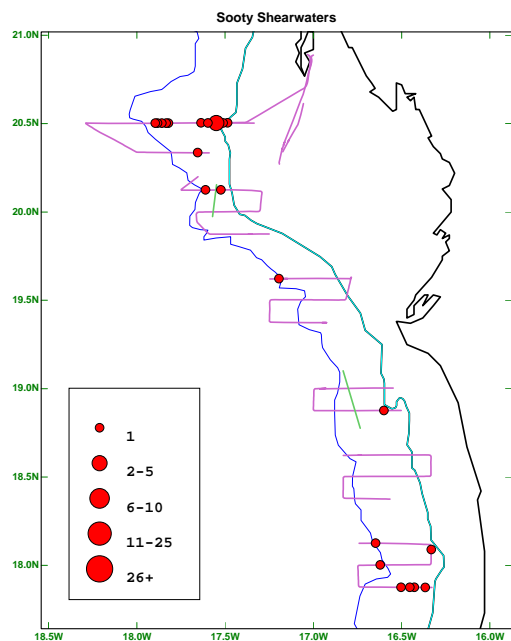 Sooty Shearwaters
21.0N
20.5N
20.0N
19.5N
19.0N
18.5N
18.0N
1
2-5
6-10
11-25
26+
18.5W 18.0W 17.5W 17.0W 16.5W 16.0W